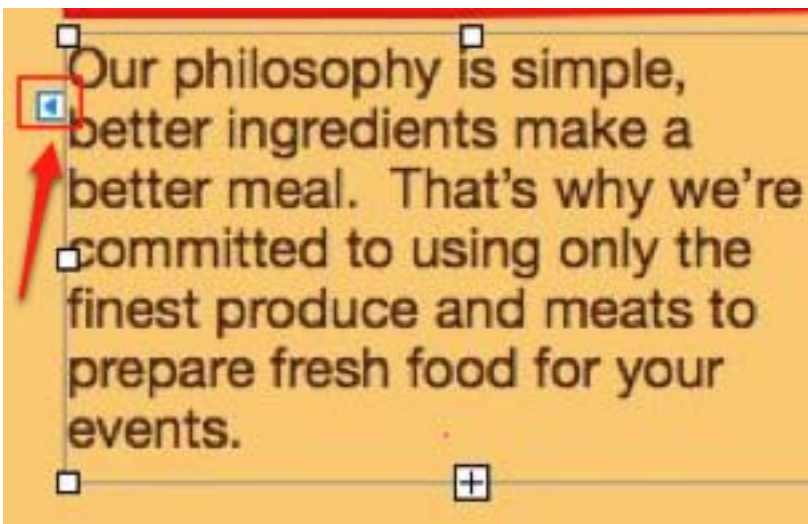 Our philosophy is simple,
better ingredients make a
better meal.  That's why we're
committed to using only the
finest produce and meats to
prepare fresh food for your
events.